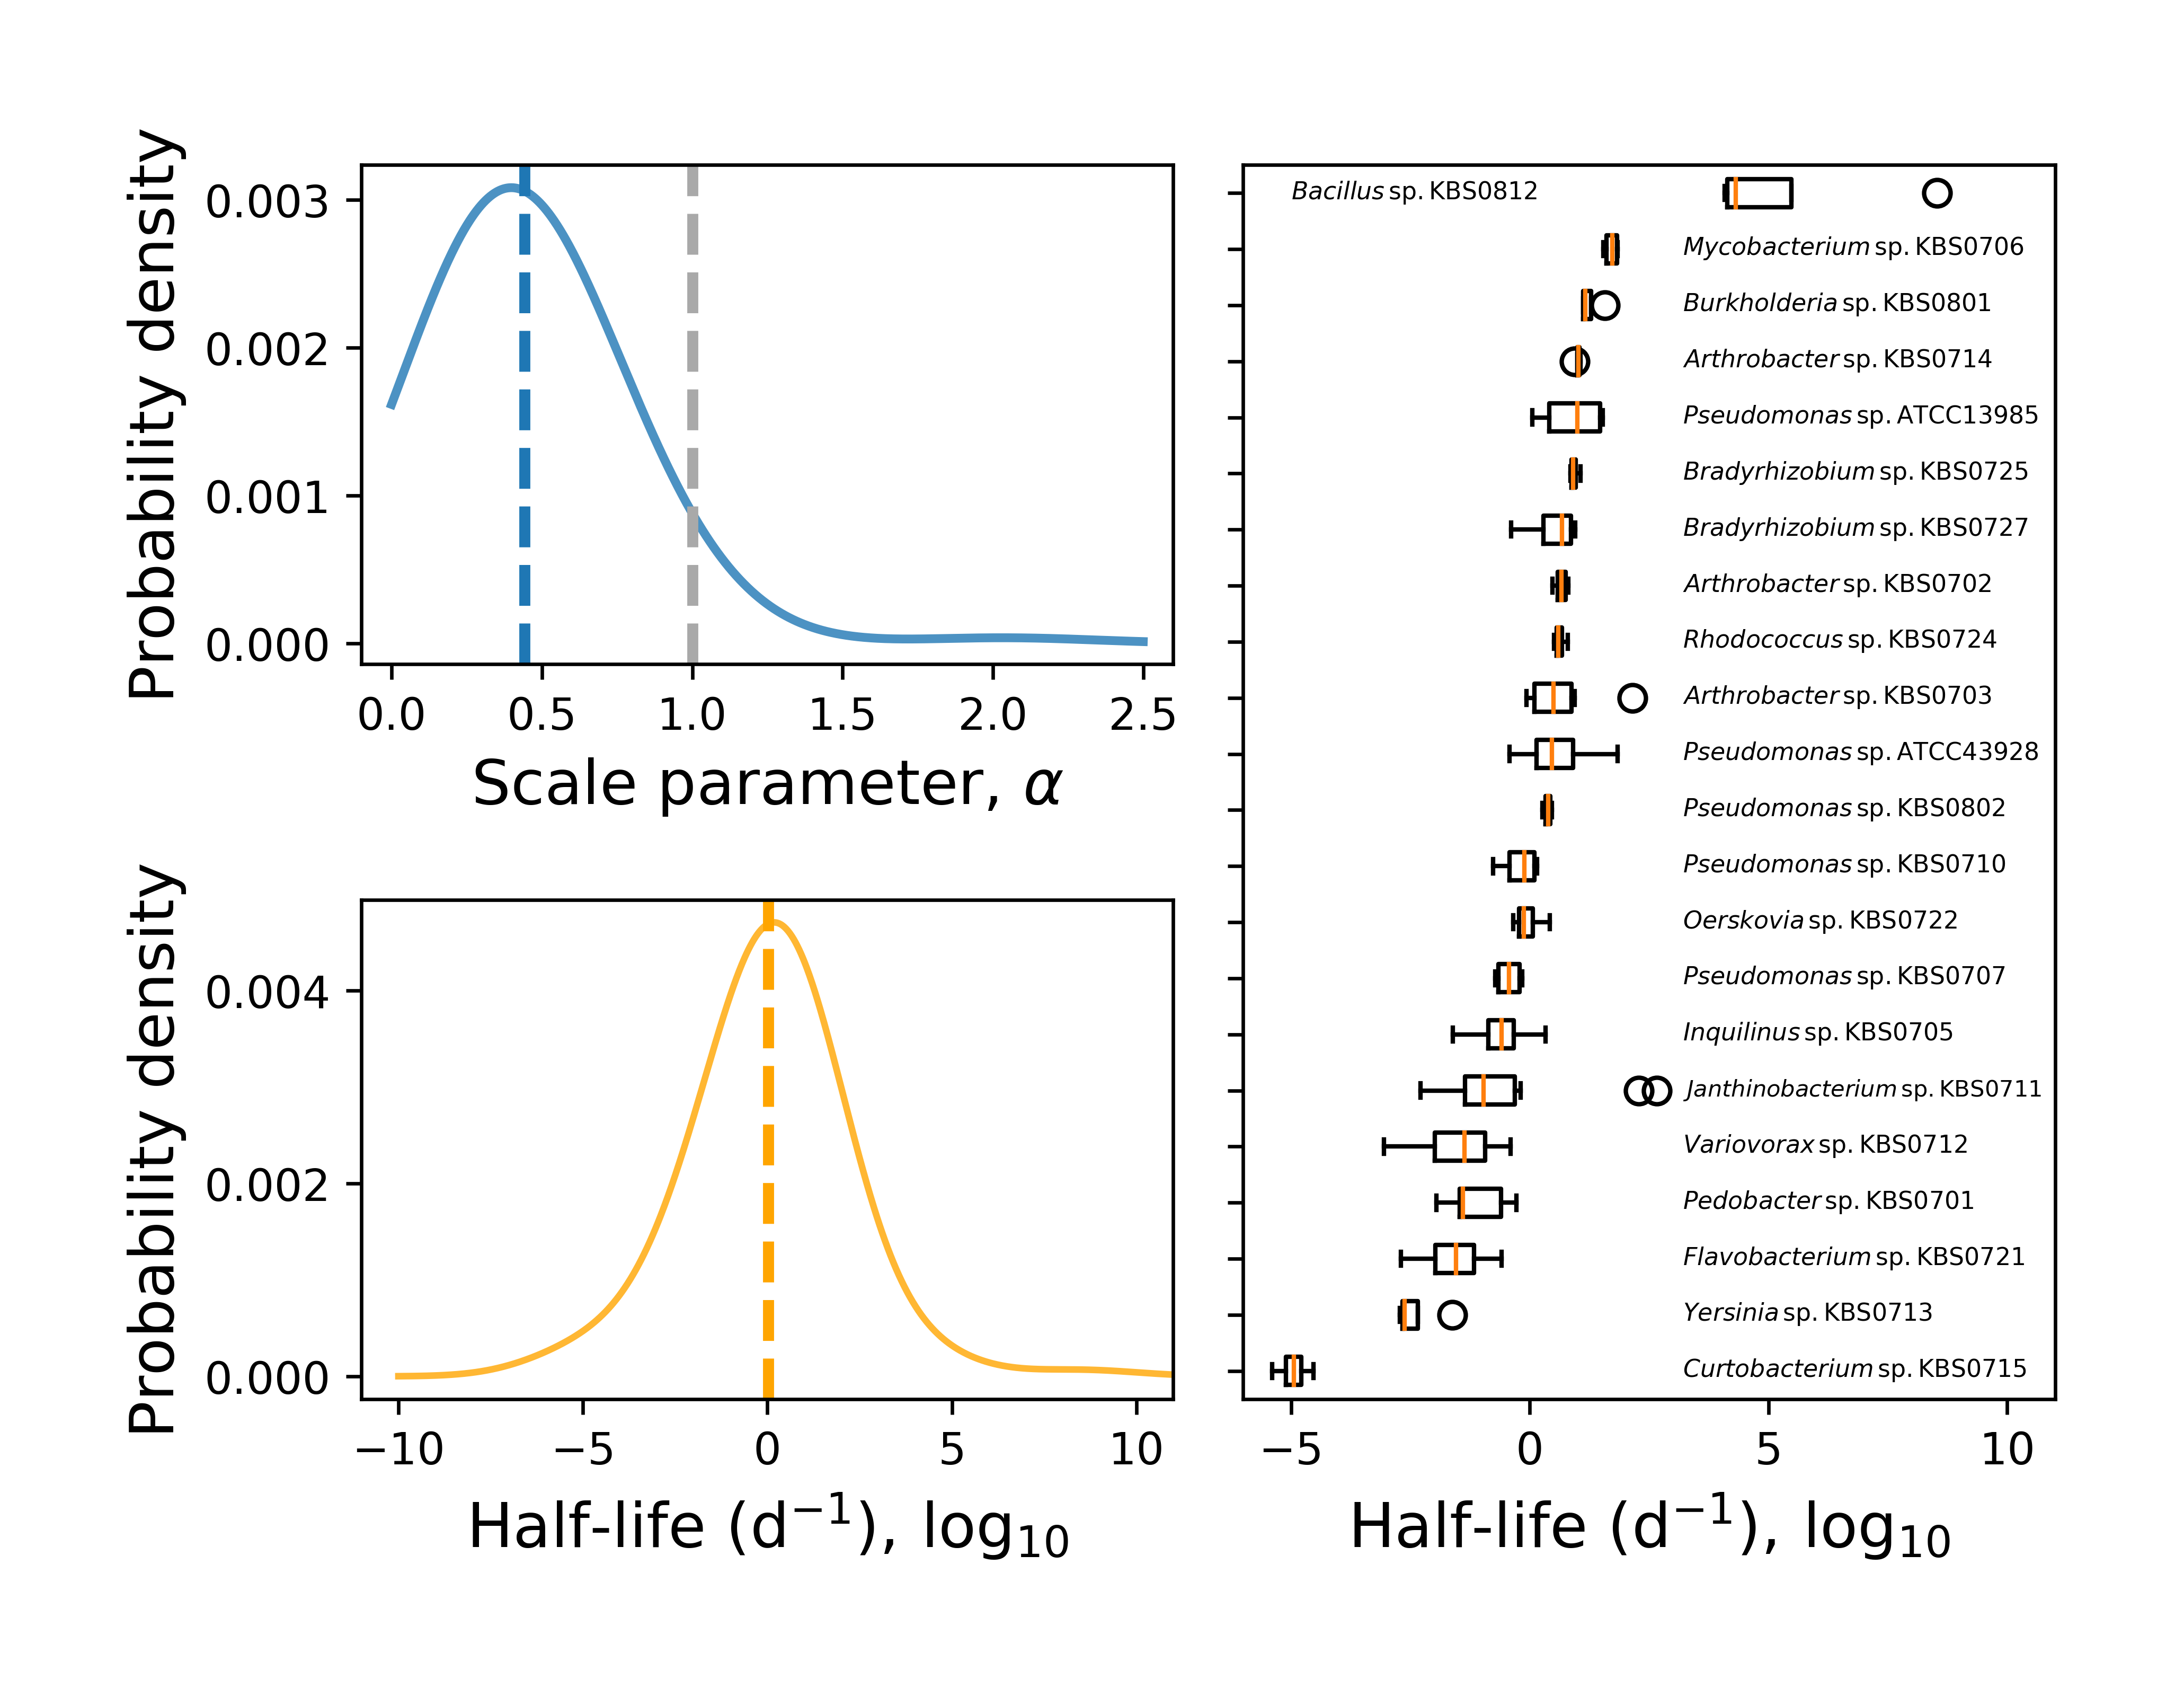 Probability density
0.003
0.002
0.001
0.000
0.0 0.5 1.0 1.5 2.0 2.5
Scale parameter, α
Probability density
0.004
0.002
0.000
−10 −5 0 5 10
Half-life (d⁻¹), log₁₀
Bacillus sp. KBS0812
Mycobacterium sp. KBS0706
Burkholderia sp. KBS0801
Arthrobacter sp. KBS0714
Pseudomonas sp. ATCC13985
Bradyrhizobium sp. KBS0725
Bradyrhizobium sp. KBS0727
Arthrobacter sp. KBS0702
Rhodococcus sp. KBS0724
Arthrobacter sp. KBS0703
Pseudomonas sp. ATCC43928
Pseudomonas sp. KBS0802
Pseudomonas sp. KBS0710
Oerskovia sp. KBS0722
Pseudomonas sp. KBS0707
Inquilinus sp. KBS0705
Janthinobacterium sp. KBS0711
Variovorax sp. KBS0712
Pedobacter sp. KBS0701
Flavobacterium sp. KBS0721
Yersinia sp. KBS0713
Curtobacterium sp. KBS0715
−5 0 5 10
Half-life (d⁻¹), log₁₀